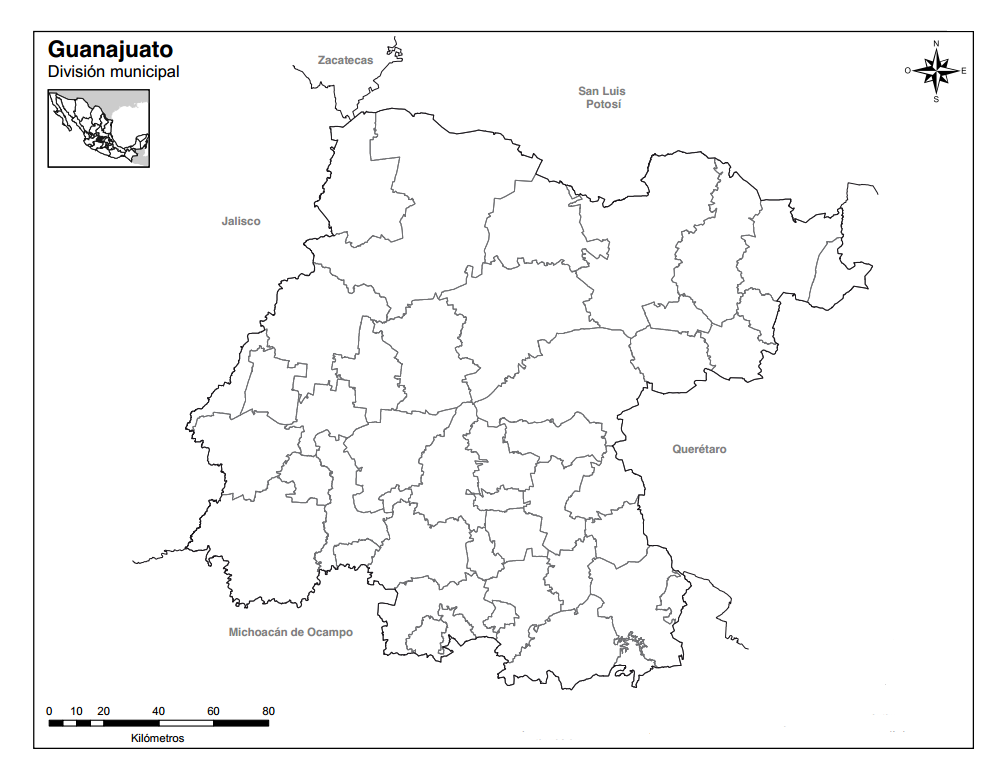 Guanajuato
División municipal
Zacatecas
San Luis
Potosí
N
O
E
S
Jalisco
Querétaro
Michoacán de Ocampo
0 10 20 40 60 80
Kilómetros